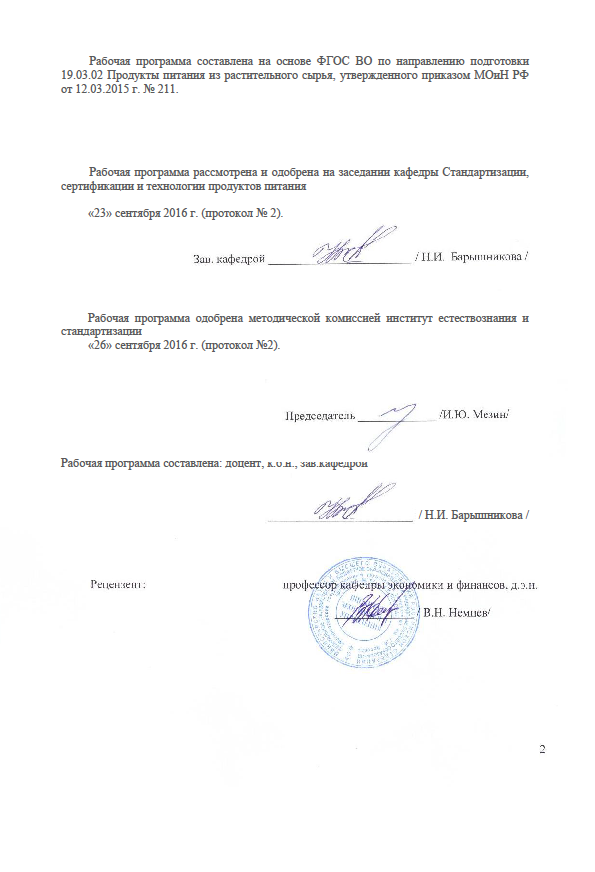 Рабочая программа составлена на основе ФГОС ВО по направлению подготовки
19.03.02 Продукты питания из растительного сырья, утвержденного приказом МОиН РФ
от 12.03.2015 г. № 211.
Рабочая программа рассмотрена и одобрена на заседании кафедры Стандартизации,
сертификации и технологии продуктов питания
«23» сентября 2016 г. (протокол № 2).
Зав. кафедрой / Н.И. Барышникова /
Рабочая программа одобрена методической комиссией институт естествознания и
стандартизации
«26» сентября 2016 г. (протокол №2).
Председатель /И.Ю. Мезин/
Рабочая программа составлена: доцент, к.б.н., зав.кафедрой
/ Н.И. Барышникова /
Рецензент: профессор кафедры экономики и финансов, д.э.н.
/ В.Н. Немцев/
2